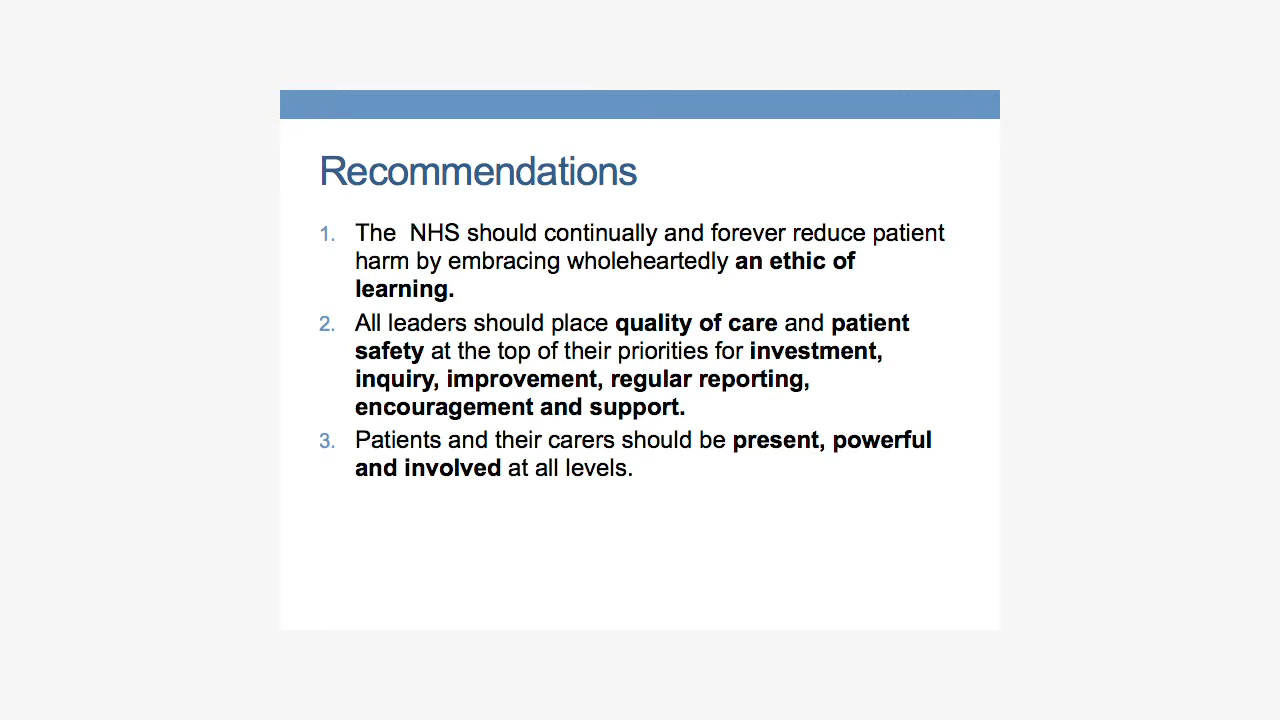 Recommendations
1. The  NHS should continually and forever reduce patient
harm by embracing wholeheartedly an ethic of
learning.
2. All leaders should place quality of care and patient
safety at the top of their priorities for investment,
inquiry, improvement, regular reporting,
encouragement and support.
3. Patients and their carers should be present, powerful
and involved at all levels.